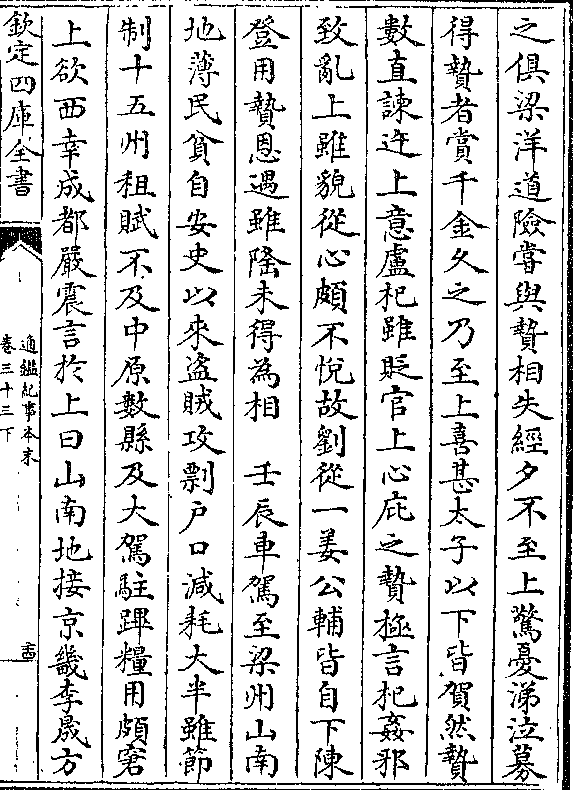 之俱梁洋道險嘗與贄相失經夕不至上驚憂涕泣募
得贄者賞千金久之乃至上喜甚太子以下皆賀然贄
數直諫迕上意盧杞雖貶官上心庇之贄極言杞姦邪
致亂上雖貌從心頗不悅故劉從一姜公輔皆自下陳
登用贄恩遇雖隆未得為相　壬辰車駕至梁州山南
地薄民貧自安史以來盜賊攻剽户口減耗大半雖節
制十五州租賦不及中原數縣及大駕駐蹕糧用頗窘
上欲西幸成都嚴震言於上曰山南地接京畿李晟方
欽定四庫全書
通鑑紀事本末
卷三十三下